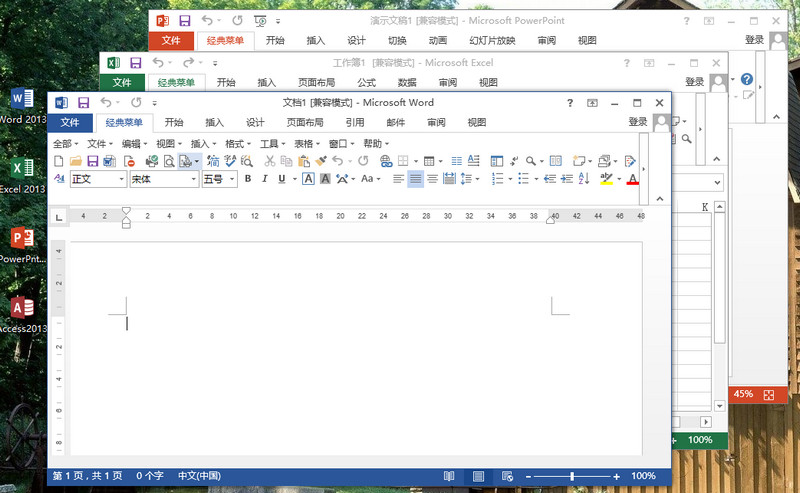 演示文稿1 [兼容模式] - Microsoft PowerPoint
文件 经典菜单 开始 插入 设计 切换 动画 幻灯片放映 审阅 视图 登录
工作簿1 [兼容模式] - Microsoft Excel
文件 经典菜单 开始 插入 页面布局 公式 数据 审阅 视图 登录
文档1 [兼容模式] - Microsoft Word
文件 经典菜单 开始 插入 设计 页面布局 引用 邮件 审阅 视图 登录
全部 文件 编辑 视图 插入 格式 工具 表格 窗口 帮助
正文 宋体 五号 B I U A A A Aa ab A
4 2 2 4 6 8 10 12 14 16 18 20 22 24 26 28 30 32 34 36 38 40 42 44 46 48
K
4
2
2
4
6
8
Word 2013
Excel 2013
PowerPnt...
Access2013
45%
100%
第 1 页，共 1 页 0 个字 中文(中国) 100%